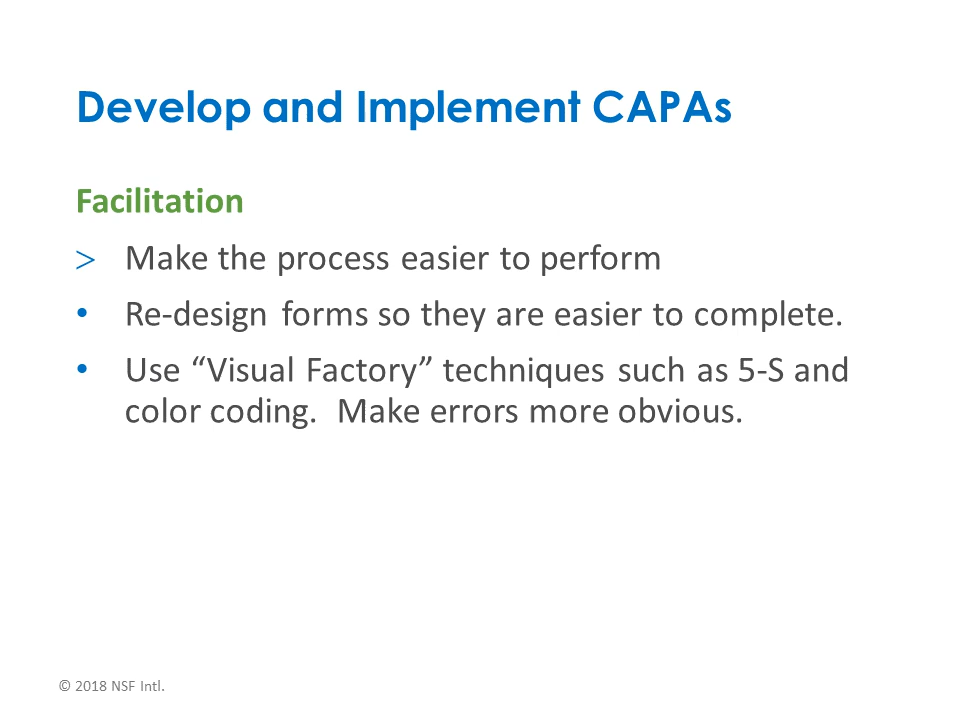 Develop and Implement CAPAs
Facilitation
> Make the process easier to perform
• Re-design forms so they are easier to complete.
• Use “Visual Factory” techniques such as 5-S and
color coding.  Make errors more obvious.
© 2018 NSF Intl.